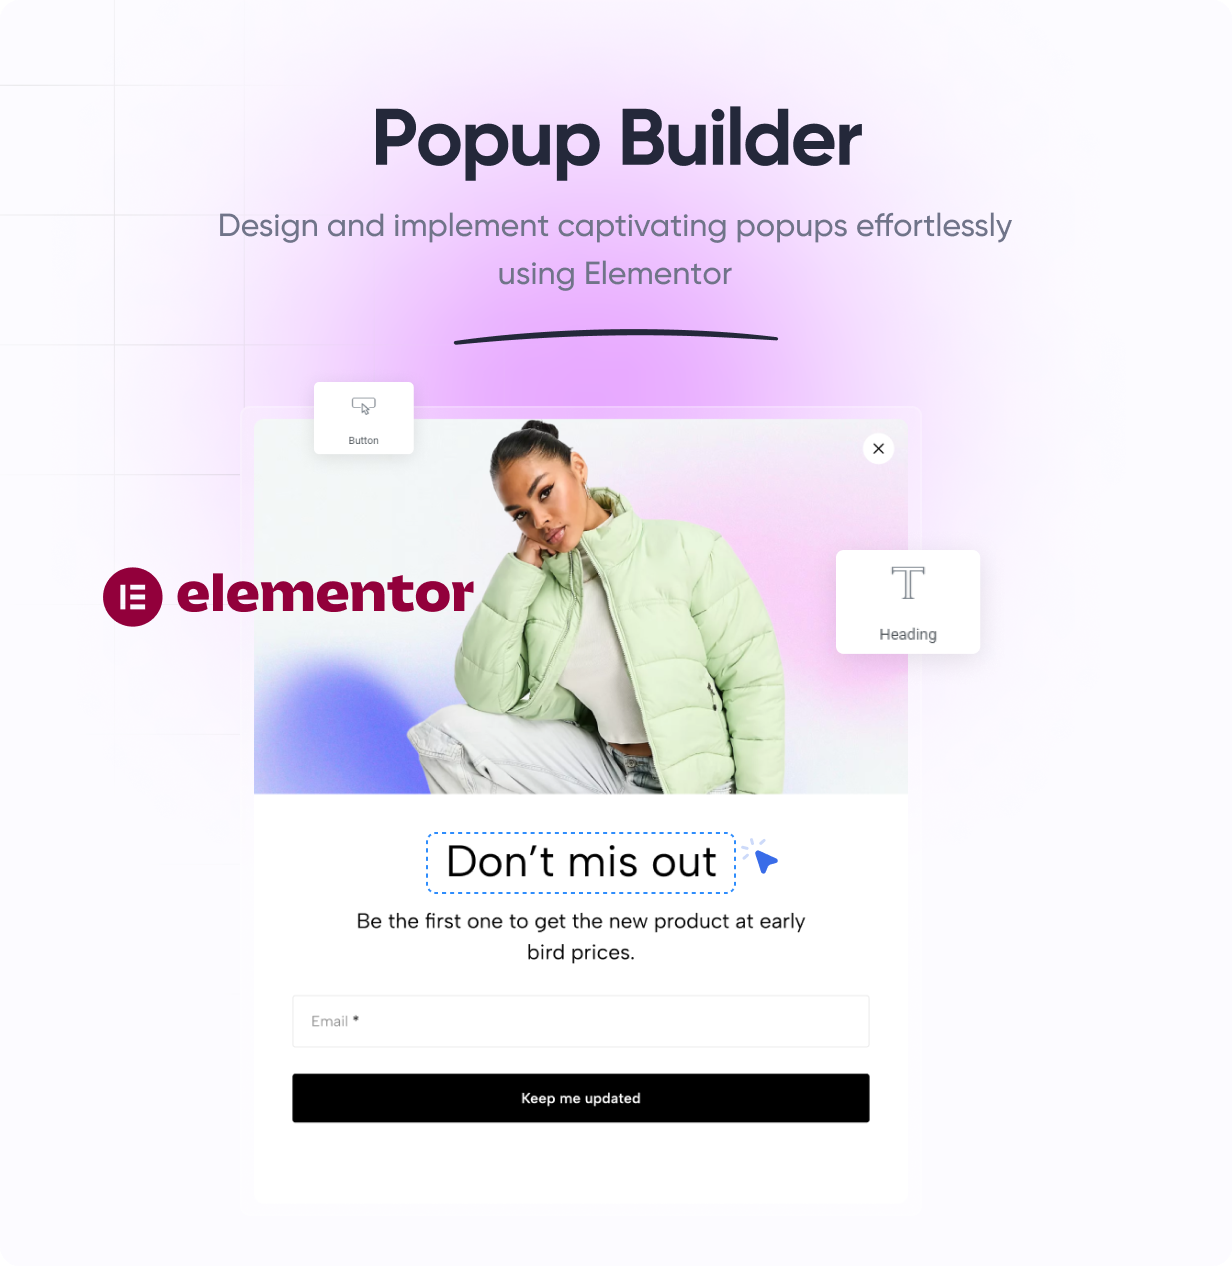 Popup Builder
Design and implement captivating popups effortlessly
using Elementor
Button
elementor
Heading
Don’t mis out
Be the first one to get the new product at early
bird prices.
Email *
Keep me updated